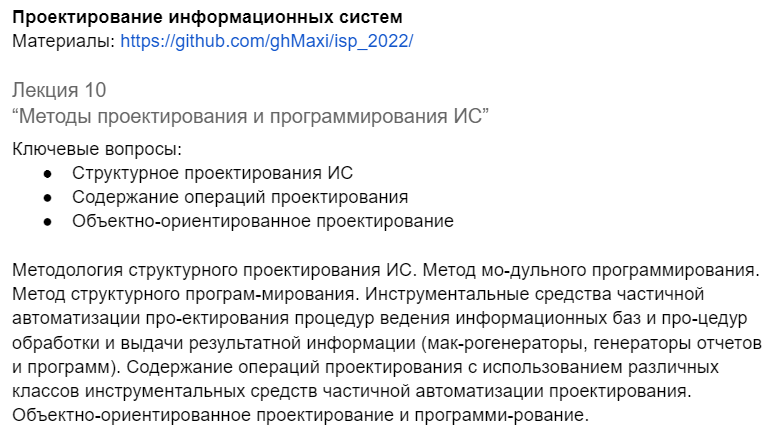 Проектирование информационных систем
Материалы: https://github.com/ghMaxi/isp_2022/
Лекция 10
“Методы проектирования и программирования ИС”
Ключевые вопросы:
● Структурное проектирования ИС
● Содержание операций проектирования
● Объектно-ориентированное проектирование
Методология структурного проектирования ИС. Метод мо-дульного программирования.
Метод структурного програм-мирования. Инструментальные средства частичной
автоматизации про-ектирования процедур ведения информационных баз и про-цедур
обработки и выдачи результатной информации (мак-рогенераторы, генераторы отчетов
и программ). Содержание операций проектирования с использованием различных
классов инструментальных средств частичной автоматизации проектирования.
Объектно-ориентированное проектирование и программи-рование.